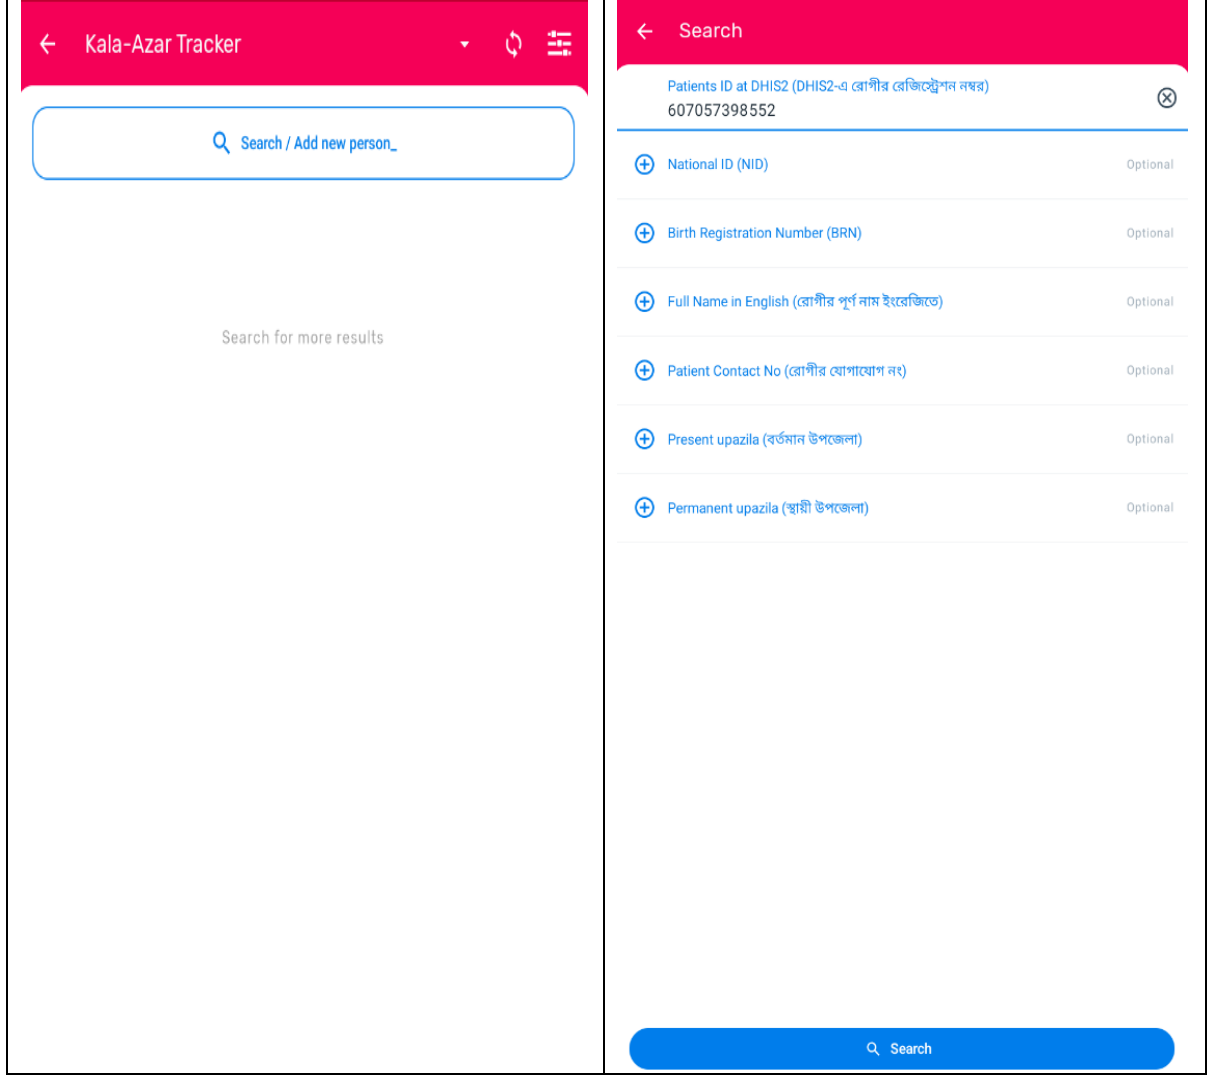 Kala-Azar Tracker
Search / Add new person_
Search for more results
Search
Patients ID at DHIS2 (DHIS2-এ রোগীর রেজিস্ট্রেশন নম্বর)
607057398552
National ID (NID) Optional
Birth Registration Number (BRN) Optional
Full Name in English (রোগীর পূর্ণ নাম ইংরেজিতে) Optional
Patient Contact No (রোগীর যোগাযোগ নং) Optional
Present upazila (বর্তমান উপজেলা) Optional
Permanent upazila (স্থায়ী উপজেলা) Optional
Search